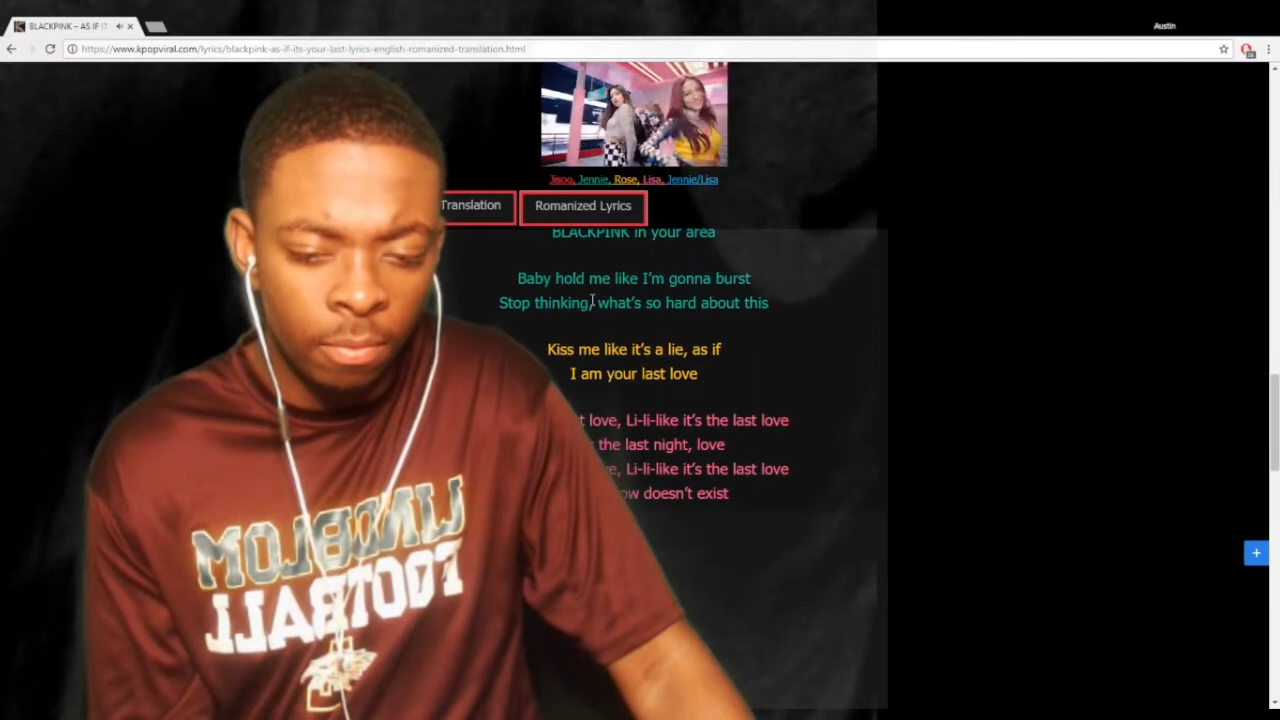 BLACKPINK – AS IF IT
Austin
https://www.kpopviral.com/lyrics/blackpink-as-if-its-your-last-lyrics-english-romanized-translation.html
Jisoo, Jennie, Rose, Lisa, Jennie/Lisa
Translation
Romanized Lyrics
BLACKPINK in your area
Baby hold me like I'm gonna burst
Stop thinking, what's so hard about this
Kiss me like it's a lie, as if
I am your last love
love, Li-li-like it's the last love
the last night, love
Li-li-like it's the last love
doesn't exist
FOOTBALL